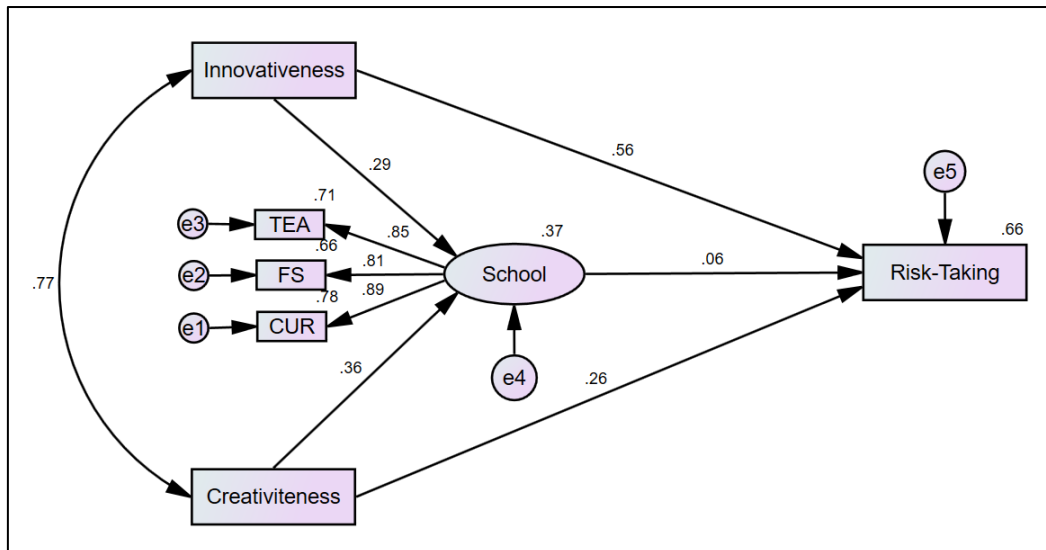 Innovativeness
.56
.29
.77
e3
TEA
.71
.85
e2
FS
.66
.81
e1
CUR
.78
.89
School
.37
.06
e4
e5
Risk-Taking
.66
.36
.26
Creativiteness